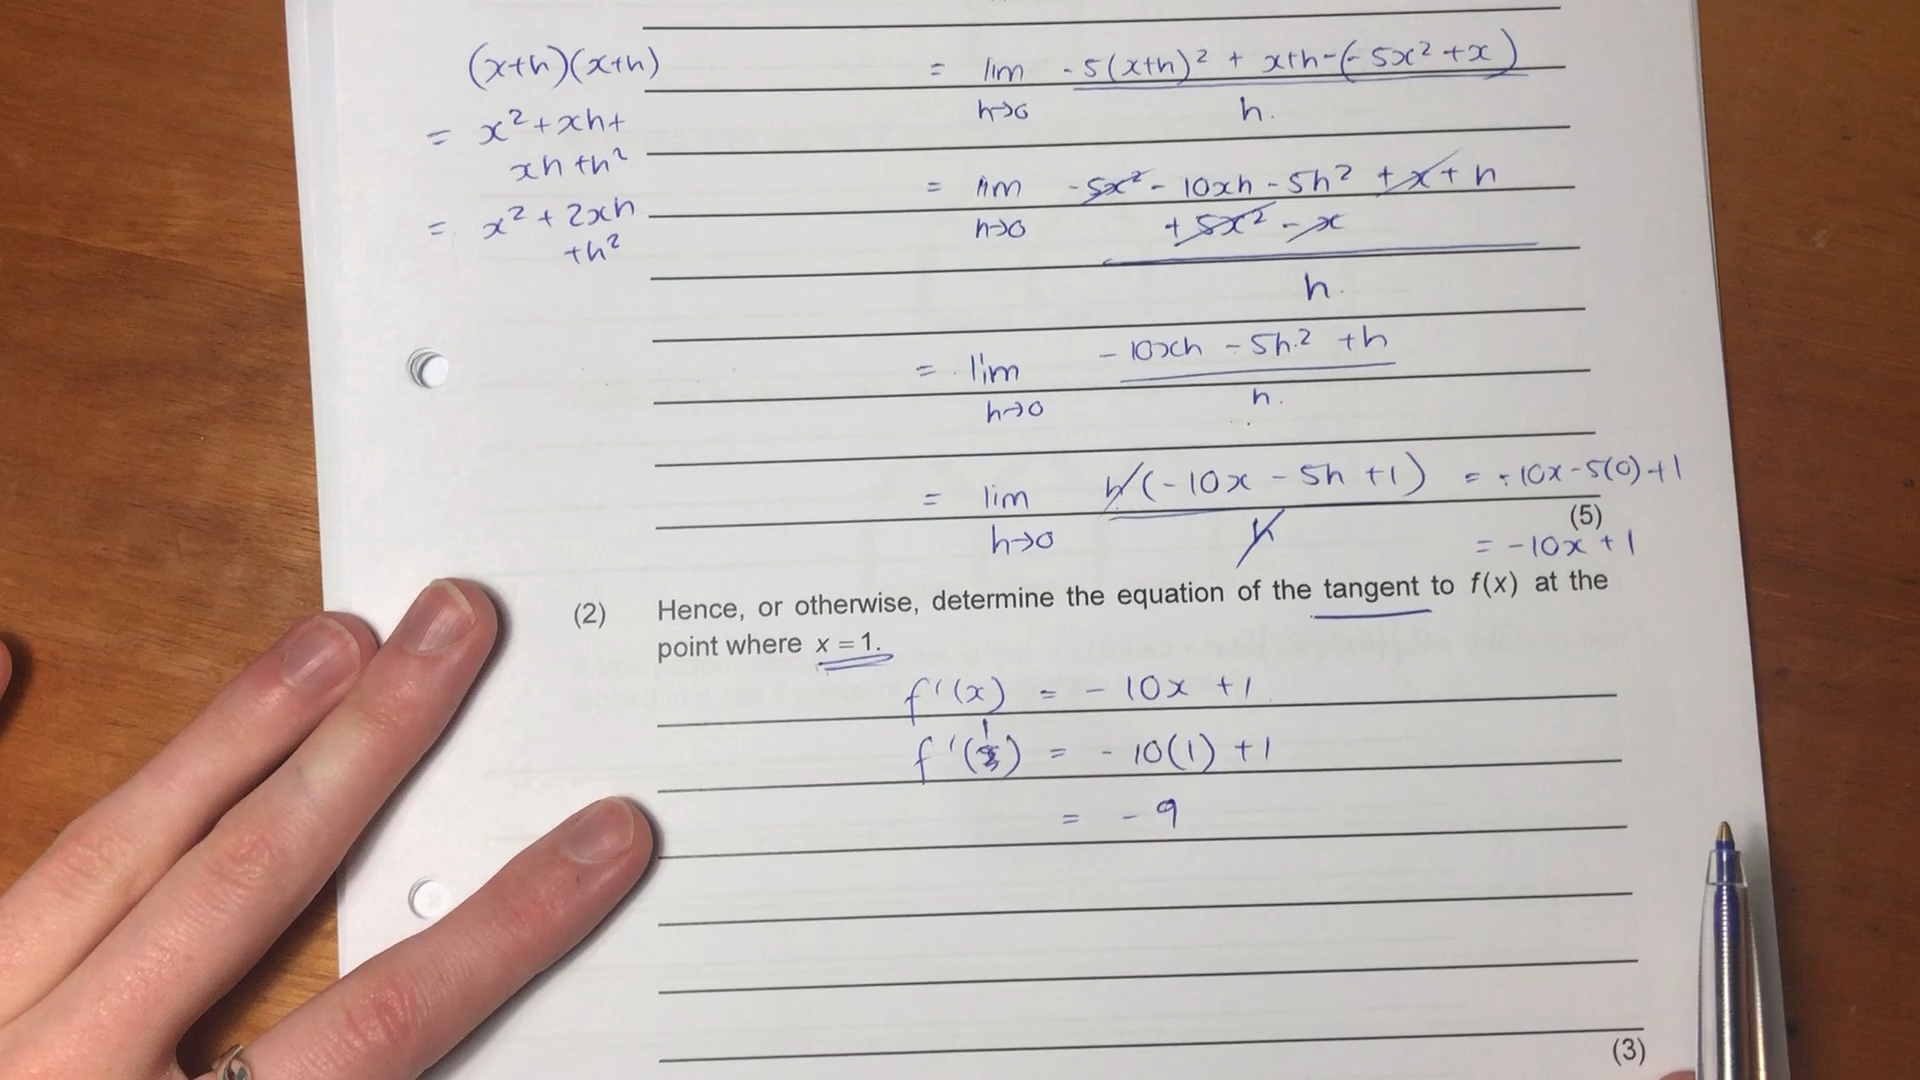 (x+h)(x+h)
= x² + xh +
xh + h²
= x² + 2xh
+ h²
= lim -5(x+h)² + x+h-(-5x²+x)
h→0 h.
= lim -5x² - 10xh - 5h² + x + h
h→0 + 5x² - x
h.
= lim -10xh - 5h² + h
h→0 h.
= lim h(-10x - 5h + 1) = -10x - 5(0) + 1
h→0 h
(5)
= -10x + 1
(2) Hence, or otherwise, determine the equation of the tangent to f(x) at the
point where x = 1.
f'(x) = - 10x + 1
f'(1) = - 10(1) + 1
= - 9
(3)